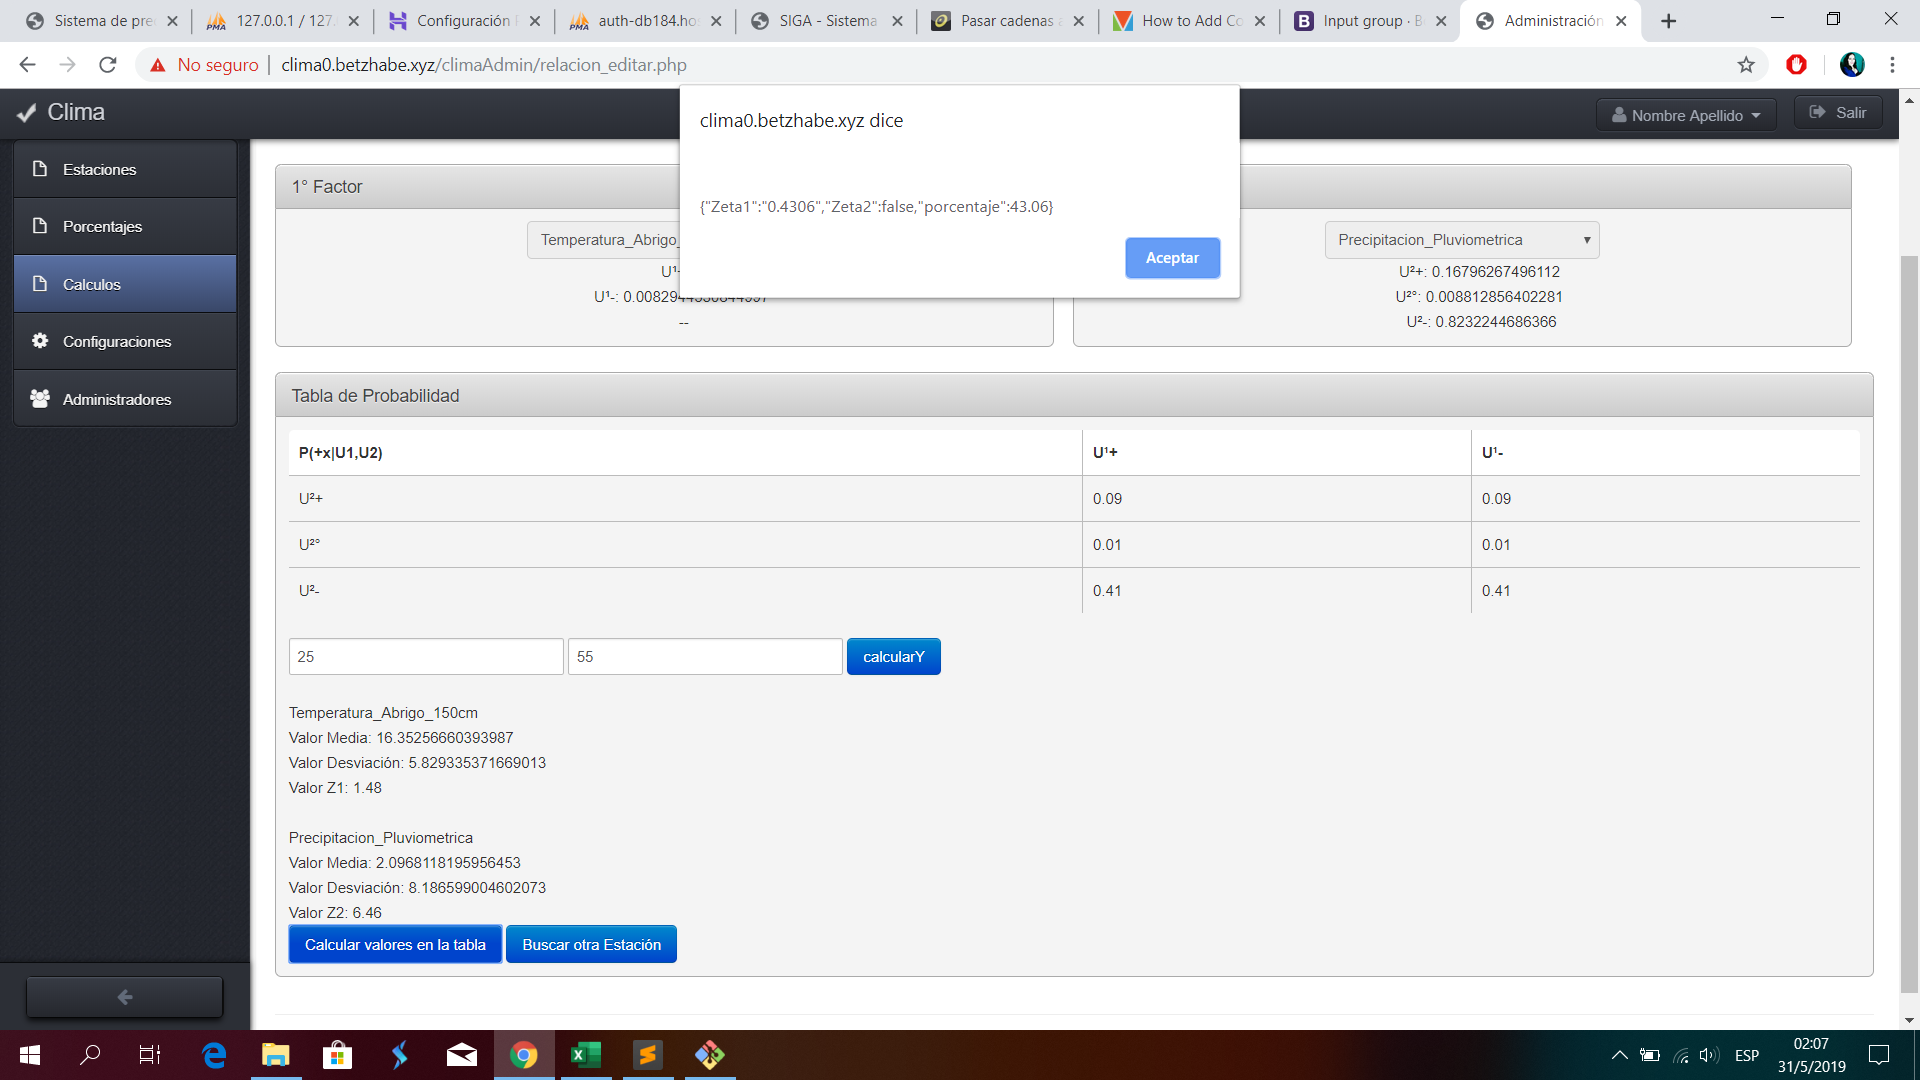 Sistema de pre
127.0.0.1 / 127.
Configuración
auth-db184.ho
SIGA - Sistema
Pasar cadenas
How to Add Co
Input group · B
Administración
No seguro | clima0.betzhabe.xyz/climaAdmin/relacion_editar.php
Clima
Nombre Apellido
Salir
clima0.betzhabe.xyz dice
{"Zeta1":"0.4306","Zeta2":false,"porcentaje":43.06}
Aceptar
Estaciones
Porcentajes
Calculos
Configuraciones
Administradores
1° Factor
Temperatura_Abrigo_
U¹-: 0.0082944550844997
--
Precipitacion_Pluviometrica
U²+: 0.16796267496112
U²°: 0.008812856402281
U²-: 0.8232244686366
Tabla de Probabilidad
P(+x|U1,U2) U¹+ U¹-
U²+ 0.09 0.09
U²° 0.01 0.01
U²- 0.41 0.41
25 55 calcularY
Temperatura_Abrigo_150cm
Valor Media: 16.35256660393987
Valor Desviación: 5.829335371669013
Valor Z1: 1.48
Precipitacion_Pluviometrica
Valor Media: 2.0968118195956453
Valor Desviación: 8.186599004602073
Valor Z2: 6.46
Calcular valores en la tabla Buscar otra Estación
ESP
02:07
31/5/2019